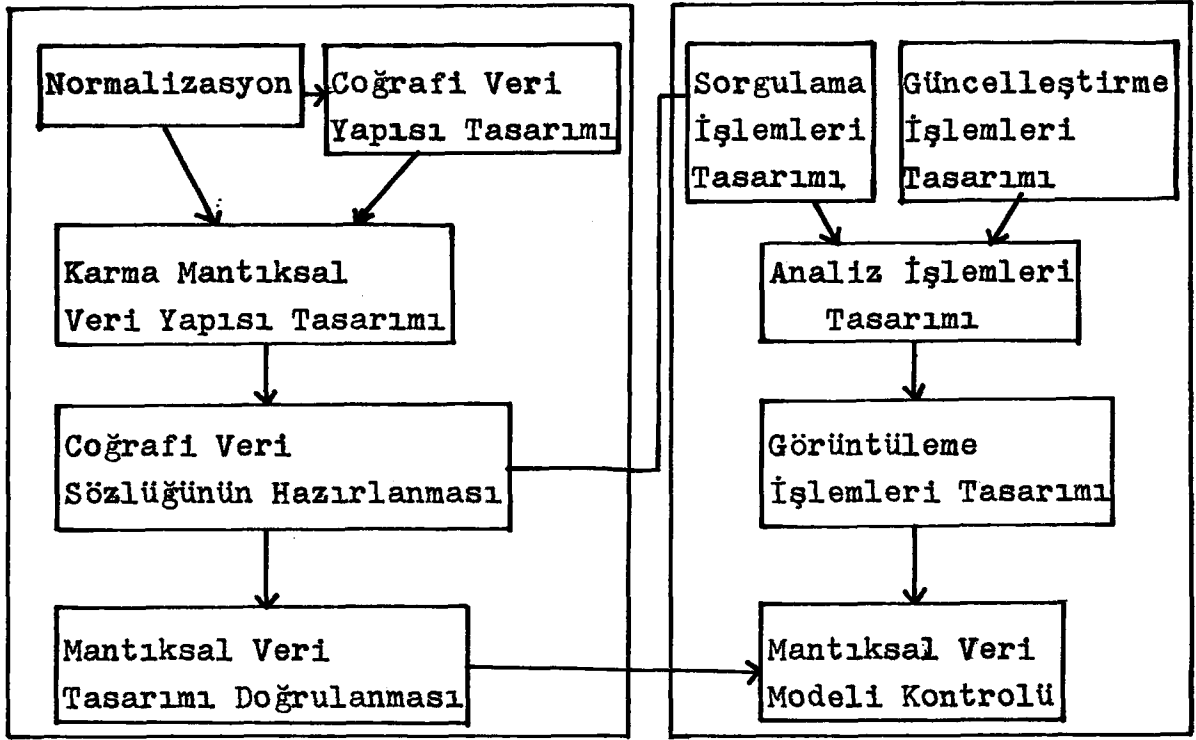 Normalizasyon
Coğrafi Veri
Yapısı Tasarımı
Karma Mantıksal
Veri Yapısı Tasarımı
Coğrafi Veri
Sözlüğünün Hazırlanması
Mantıksal Veri
Tasarımı Doğrulanması
Sorgulama
İşlemleri
Tasarımı
Güncelleştirme
İşlemleri
Tasarımı
Analiz İşlemleri
Tasarımı
Görüntüleme
İşlemleri Tasarımı
Mantıksal Veri
Modeli Kontrolü